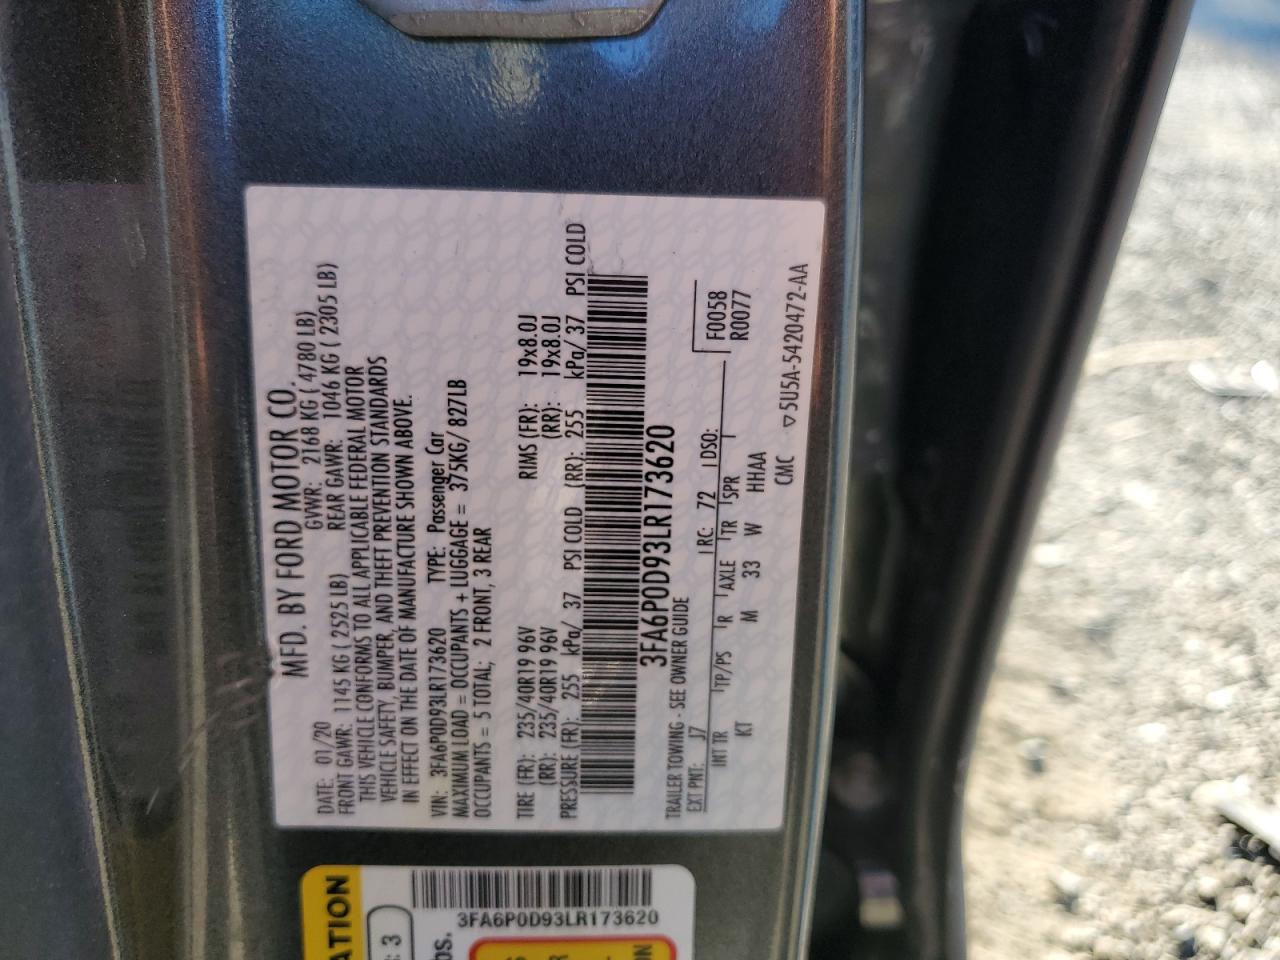 MFD. BY FORD MOTOR CO.
DATE: 01/20 GVWR: 2168 KG ( 4780 LB)
FRONT GAWR: 1145 KG ( 2525 LB) REAR GAWR: 1046 KG ( 2305 LB)
THIS VEHICLE CONFORMS TO ALL APPLICABLE FEDERAL MOTOR
VEHICLE SAFETY, BUMPER, AND THEFT PREVENTION STANDARDS
IN EFFECT ON THE DATE OF MANUFACTURE SHOWN ABOVE.
VIN: 3FA6P0D93LR173620 TYPE: Passenger Car
MAXIMUM LOAD = OCCUPANTS + LUGGAGE = 375KG/ 827LB
OCCUPANTS = 5 TOTAL; 2 FRONT, 3 REAR
TIRE (FR): 235/40R19 96V RIMS (FR): 19x8.0J
(RR): 235/40R19 96V (RR): 19x8.0J
PRESSURE (FR): 255 kPa/ 37 PSI COLD (RR): 255 kPa/ 37 PSI COLD
3FA6P0D93LR173620
TRAILER TOWING - SEE OWNER GUIDE
EXT PNT: J7 RC: 72 DSO: F0058
R0077
INT TR TP/PS R AXLE TR SPR
KT M 33 W HHAA
CMC ▽5U5A-5420472-AA
3FA6P0D93LR173620